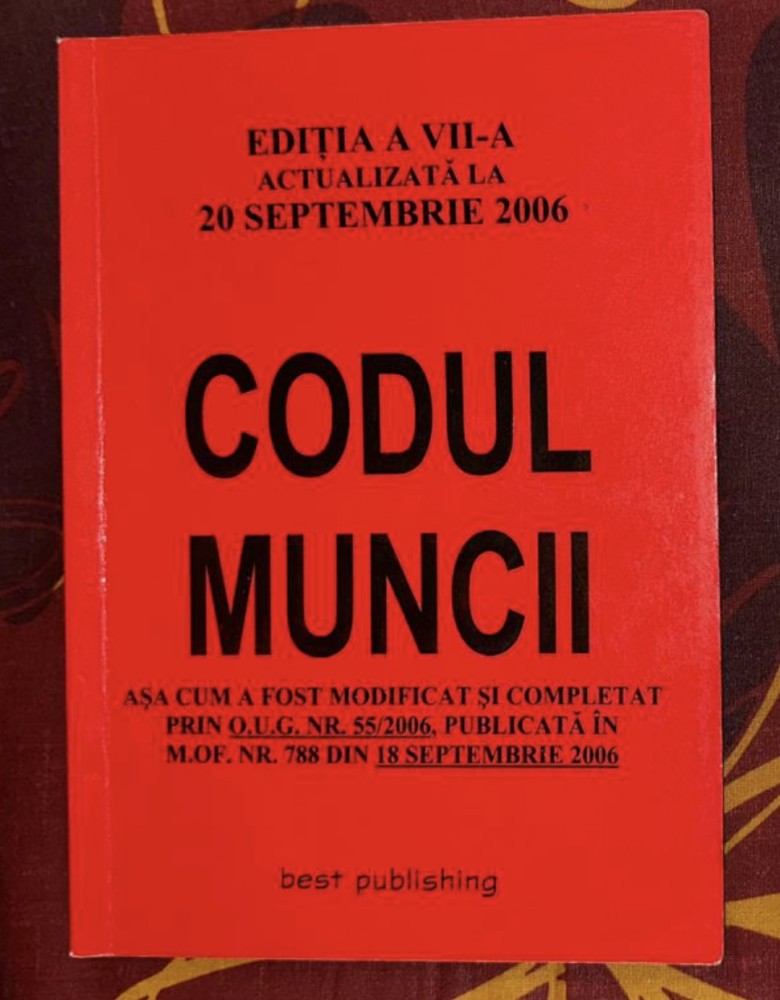 EDIȚIA A VII-A
ACTUALIZATĂ LA
20 SEPTEMBRIE 2006
CODUL
MUNCII
AȘA CUM A FOST MODIFICAT ȘI COMPLETAT
PRIN O.U.G. NR. 55/2006, PUBLICATĂ ÎN
M.OF. NR. 788 DIN 18 SEPTEMBRIE 2006
best publishing